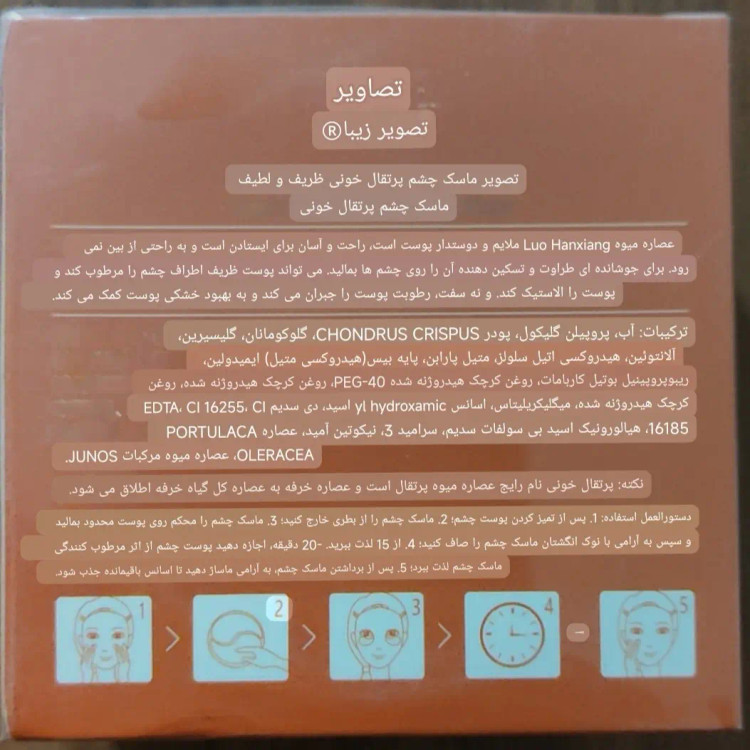 تصاویر
تصویر زیبا®
تصویر ماسک چشم پرتقال خونی ظریف و لطیف
ماسک چشم پرتقال خونی
عصاره میوه Luo Hanxiang ملایم و دوستدار پوست است، راحت و آسان برای ایستادن است و به راحتی از بین نمی
رود. برای جوشانده ای طراوت و تسکین دهنده آن را روی چشم ها بمالید. می تواند پوست ظریف اطراف چشم را مرطوب کند و
پوست را الاستیک کند. و نه سفت، رطوبت پوست را جبران می کند و به بهبود خشکی پوست کمک می کند.
ترکیبات: آب، پروپیلن گلیکول، پودر CHONDRUS CRISPUS، گلوکومانان، گلیسیرین،
آلانتوئین، هیدروکسی اتیل سلولز، متیل پارابن، پایه بیس(هیدروکسی متیل) ایمیدولین،
ریبوپروپینیل بوتیل کاربامات، روغن کرچک هیدروژنه شده PEG-40، روغن کرچک هیدروژنه شده، روغن
کرچک هیدروژنه شده، میگلیکریلیتاس، اسانس yl hydroxamic اسید، دی سدیم EDTA، CI 16255، CI
16185، هیالورونیک اسید بی سولفات سدیم، سرامید 3، نیکوتین آمید، عصاره PORTULACA
OLERACEA، عصاره میوه مرکبات JUNOS.
نکته: پرتقال خونی نام رایج عصاره میوه پرتقال است و عصاره خرفه به عصاره کل گیاه خرفه اطلاق می شود.
دستورالعمل استفاده: 1. پس از تمیز کردن پوست چشم؛ 2. ماسک چشم را از بطری خارج کنید؛ 3. ماسک چشم را محکم روی پوست محدود بمالید
و سپس به آرامی با نوک انگشتان ماسک چشم را صاف کنید؛ 4. از 15 لذت ببرید. -20 دقیقه، اجازه دهید پوست چشم از اثر مرطوب کنندگی
ماسک چشم لذت ببرد؛ 5. پس از برداشتن ماسک چشم، به آرامی ماساژ دهید تا اسانس باقیمانده جذب شود.
1 2 3 4 5